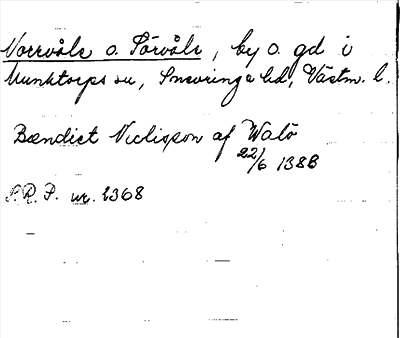 Norrvåle o. Sörvåle, by o. gd i
Munktorps sn, Snevringe hd, Västm. l.
Bændict Niclisson af Walö
22/6 1388
S.R.P. nr. 2368